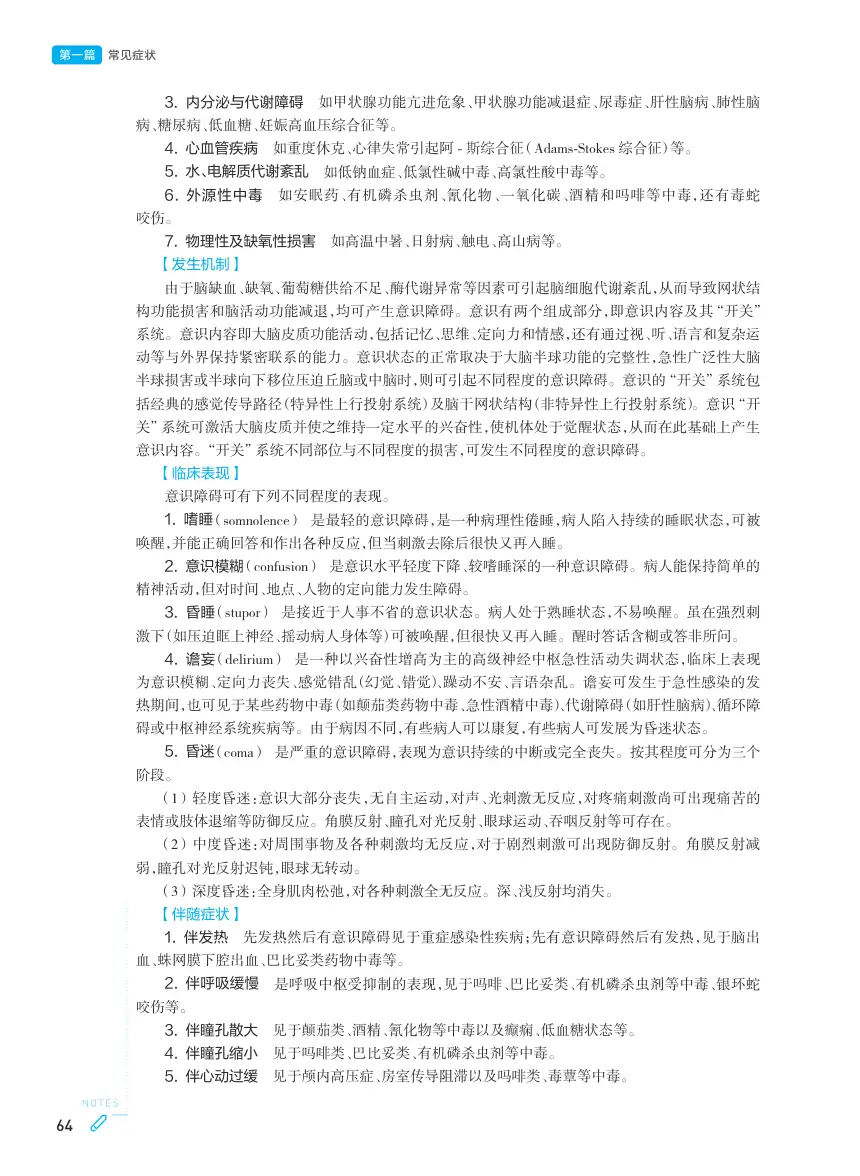 第一篇 常见症状
3. 内分泌与代谢障碍 如甲状腺功能亢进危象、甲状腺功能减退症、尿毒症、肝性脑病、肺性脑
病、糖尿病、低血糖、妊娠高血压综合征等。
4. 心血管疾病 如重度休克、心律失常引起阿 - 斯综合征（Adams-Stokes 综合征）等。
5. 水、电解质代谢紊乱 如低钠血症、低氯性碱中毒、高氯性酸中毒等。
6. 外源性中毒 如安眠药、有机磷杀虫剂、氰化物、一氧化碳、酒精和吗啡等中毒，还有毒蛇
咬伤。
7. 物理性及缺氧性损害 如高温中暑、日射病、触电、高山病等。
【发生机制】
由于脑缺血、缺氧、葡萄糖供给不足、酶代谢异常等因素可引起脑细胞代谢紊乱，从而导致网状结
构功能损害和脑活动功能减退，均可产生意识障碍。意识有两个组成部分，即意识内容及其“开关”
系统。意识内容即大脑皮质功能活动，包括记忆、思维、定向力和情感，还有通过视、听、语言和复杂运
动等与外界保持紧密联系的能力。意识状态的正常取决于大脑半球功能的完整性，急性广泛性大脑
半球损害或半球向下移位压迫丘脑或中脑时，则可引起不同程度的意识障碍。意识的“开关”系统包
括经典的感觉传导路径（特异性上行投射系统）及脑干网状结构（非特异性上行投射系统）。意识“开
关”系统可激活大脑皮质并使之维持一定水平的兴奋性，使机体处于觉醒状态，从而在此基础上产生
意识内容。“开关”系统不同部位与不同程度的损害，可发生不同程度的意识障碍。
【临床表现】
意识障碍可有下列不同程度的表现。
1. 嗜睡（somnolence） 是最轻的意识障碍，是一种病理性倦睡，病人陷入持续的睡眠状态，可被
唤醒，并能正确回答和作出各种反应，但当刺激去除后很快又再入睡。
2. 意识模糊（confusion） 是意识水平轻度下降、较嗜睡深的一种意识障碍。病人能保持简单的
精神活动，但对时间、地点、人物的定向能力发生障碍。
3. 昏睡（stupor） 是接近于人事不省的意识状态。病人处于熟睡状态，不易唤醒。虽在强烈刺
激下（如压迫眶上神经、摇动病人身体等）可被唤醒，但很快又再入睡。醒时答话含糊或答非所问。
4. 谵妄（delirium） 是一种以兴奋性增高为主的高级神经中枢急性活动失调状态，临床上表现
为意识模糊、定向力丧失、感觉错乱（幻觉、错觉）、躁动不安、言语杂乱。谵妄可发生于急性感染的发
热期间，也可见于某些药物中毒（如颠茄类药物中毒、急性酒精中毒）、代谢障碍（如肝性脑病）、循环障
碍或中枢神经系统疾病等。由于病因不同，有些病人可以康复，有些病人可发展为昏迷状态。
5. 昏迷（coma） 是严重的意识障碍，表现为意识持续的中断或完全丧失。按其程度可分为三个
阶段。
（1）轻度昏迷：意识大部分丧失，无自主运动，对声、光刺激无反应，对疼痛刺激尚可出现痛苦的
表情或肢体退缩等防御反应。角膜反射、瞳孔对光反射、眼球运动、吞咽反射等可存在。
（2）中度昏迷：对周围事物及各种刺激均无反应，对于剧烈刺激可出现防御反射。角膜反射减
弱，瞳孔对光反射迟钝，眼球无转动。
（3）深度昏迷：全身肌肉松弛，对各种刺激全无反应。深、浅反射均消失。
【伴随症状】
1. 伴发热 先发热然后有意识障碍见于重症感染性疾病；先有意识障碍然后有发热，见于脑出
血、蛛网膜下腔出血、巴比妥类药物中毒等。
2. 伴呼吸缓慢 是呼吸中枢受抑制的表现，见于吗啡、巴比妥类、有机磷杀虫剂等中毒、银环蛇
咬伤等。
3. 伴瞳孔散大 见于颠茄类、酒精、氰化物等中毒以及癫痫、低血糖状态等。
4. 伴瞳孔缩小 见于吗啡类、巴比妥类、有机磷杀虫剂等中毒。
5. 伴心动过缓 见于颅内高压症、房室传导阻滞以及吗啡类、毒蕈等中毒。
NOTES
64